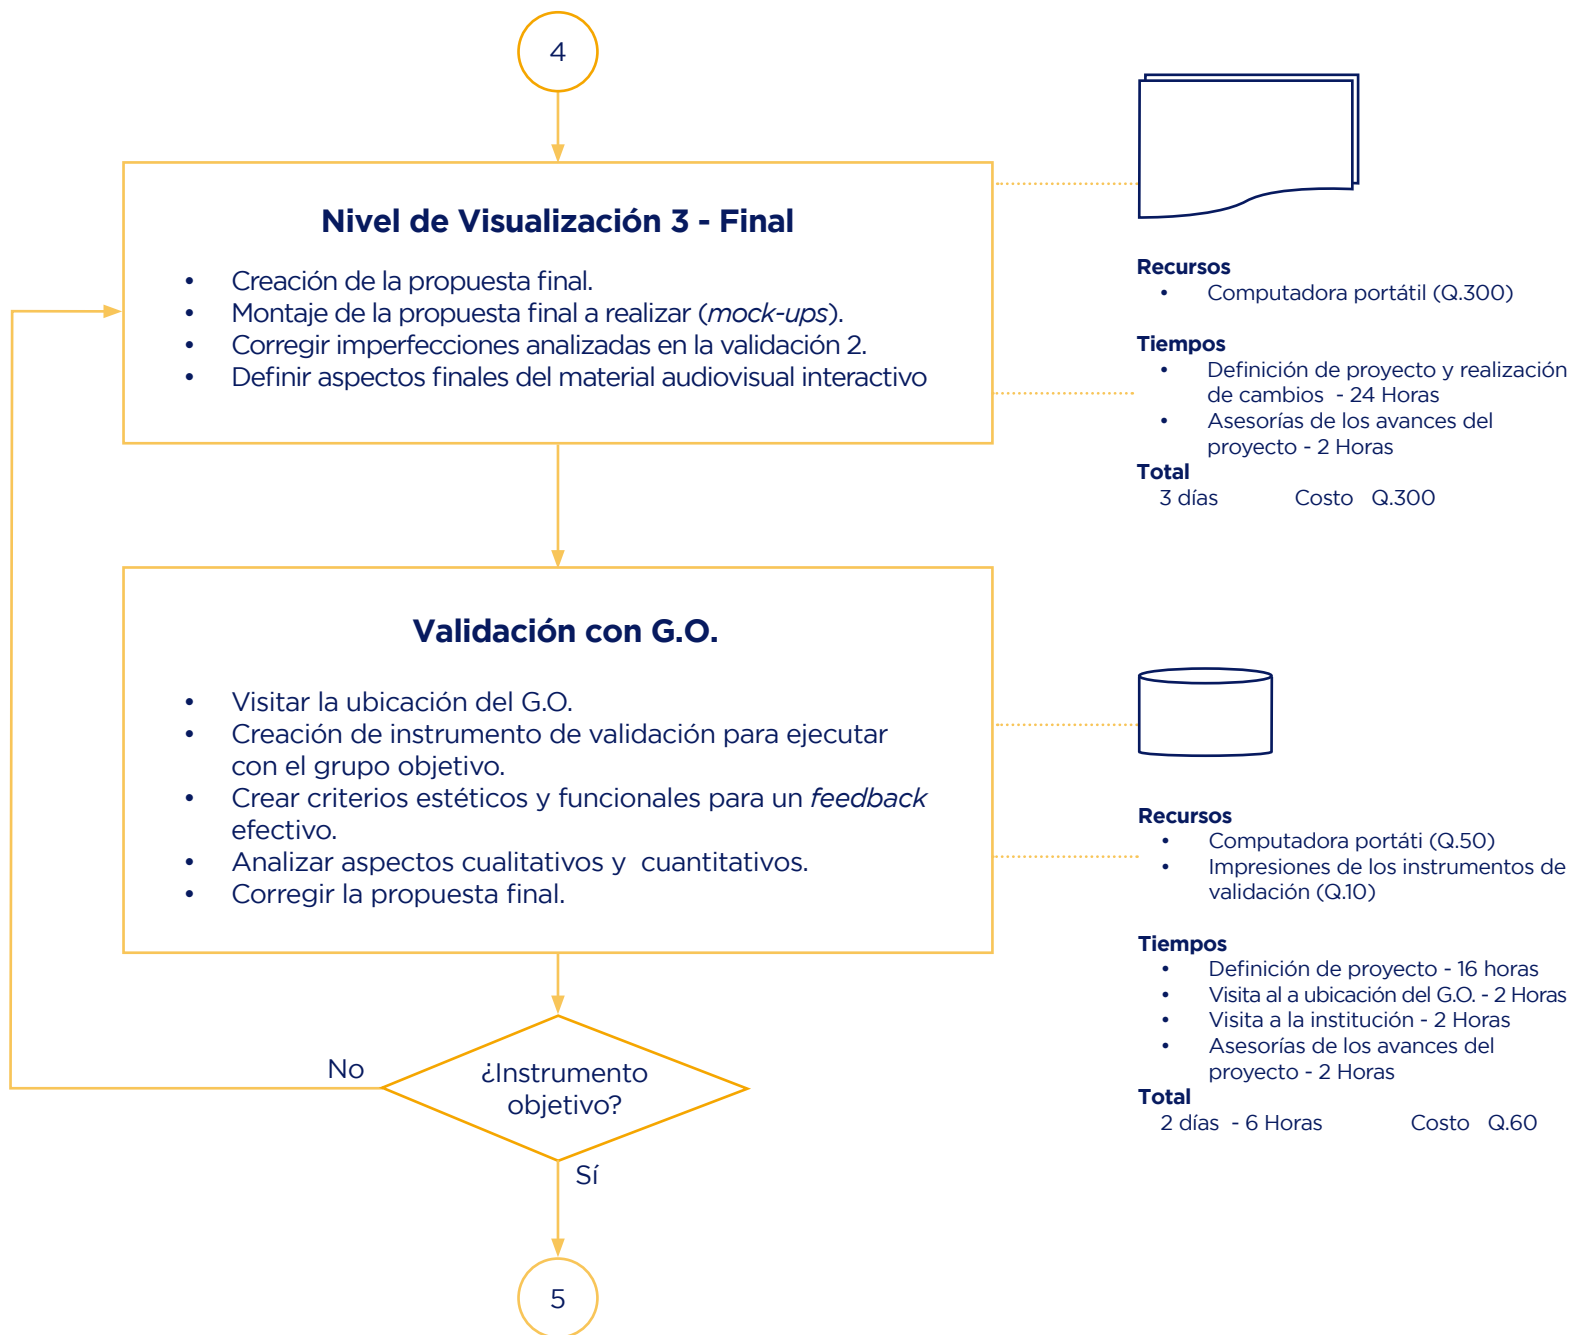 4
Nivel de Visualización 3 - Final
• Creación de la propuesta final.
• Montaje de la propuesta final a realizar (mock-ups).
• Corregir imperfecciones analizadas en la validación 2.
• Definir aspectos finales del material audiovisual interactivo
Recursos
• Computadora portátil (Q.300)
Tiempos
• Definición de proyecto y realización
de cambios - 24 Horas
• Asesorías de los avances del
proyecto - 2 Horas
Total
3 días Costo Q.300
Validación con G.O.
• Visitar la ubicación del G.O.
• Creación de instrumento de validación para ejecutar
con el grupo objetivo.
• Crear criterios estéticos y funcionales para un feedback
efectivo.
• Analizar aspectos cualitativos y cuantitativos.
• Corregir la propuesta final.
Recursos
• Computadora portáti (Q.50)
• Impresiones de los instrumentos de
validación (Q.10)
Tiempos
• Definición de proyecto - 16 horas
• Visita al a ubicación del G.O. - 2 Horas
• Visita a la institución - 2 Horas
• Asesorías de los avances del
proyecto - 2 Horas
Total
2 días - 6 Horas Costo Q.60
No
¿Instrumento
objetivo?
Sí
5